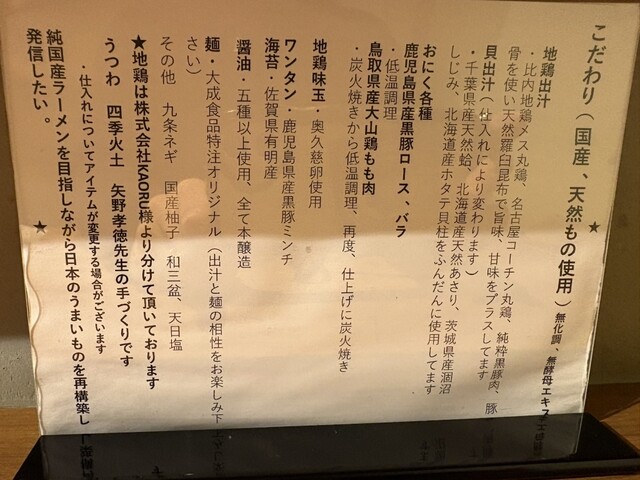 ★
こだわり（国産、天然もの使用）無化調、無酵母エキス
地鶏出汁
・比内地鶏メス丸鶏、名古屋コーチン丸鶏、純粋黒豚肉、豚
骨を使い天然羅臼昆布で旨味、甘味をプラスしてます
貝出汁（仕入れにより変わります）
・千葉県産天然蛤、北海道産天然あさり、茨城県産涸沼
しじみ、北海道産ホタテ貝柱をふんだんに使用してます
おにく各種
鹿児島県産黒豚ロース、バラ
・低温調理
鳥取県産大山鶏もも肉
・炭火焼きから低温調理、再度、仕上げに炭火焼き
地鶏味玉・奥久慈卵使用
ワンタン・鹿児島県産黒豚ミンチ
海苔・佐賀県有明産
醤油・五種以上使用、全て本醸造
麺・大成食品特注オリジナル（出汁と麺の相性をお楽しみ下
さい）
その他 九条ネギ 国産柚子 和三盆、天日塩
★地鶏は株式会社KAORU様より分けて頂いております
うつわ 四季火土 矢野孝徳先生の手づくりです
・仕入れについてアイテムが変更する場合がございます
純国産ラーメンを目指しながら日本のうまいものを再構築し
発信したい。
★